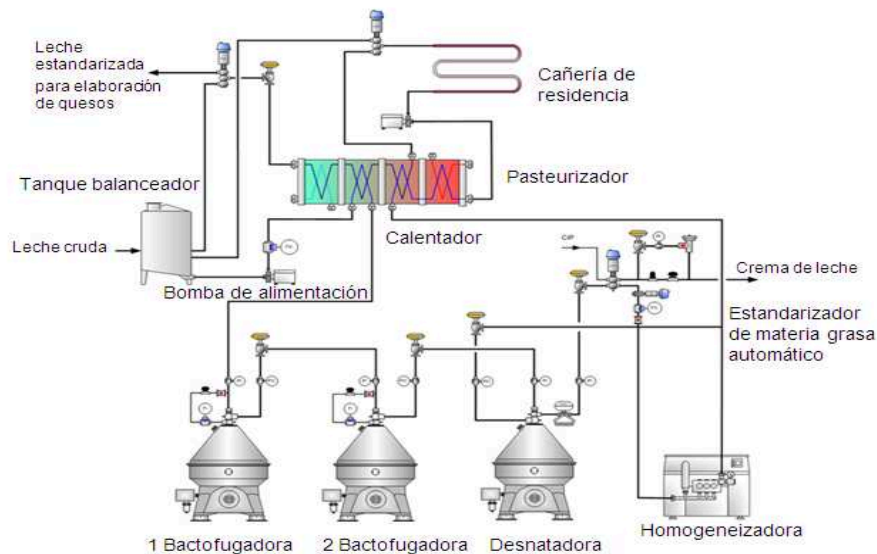 Leche
estandarizada
para elaboración
de quesos
Cañería de
residencia
Tanque balanceador
Pasteurizador
Leche cruda
Calentador
CIP
Crema de leche
Bomba de alimentación
Estandarizador
de materia grasa
automático
1 Bactofugadora
2 Bactofugadora
Desnatadora
Homogeneizadora